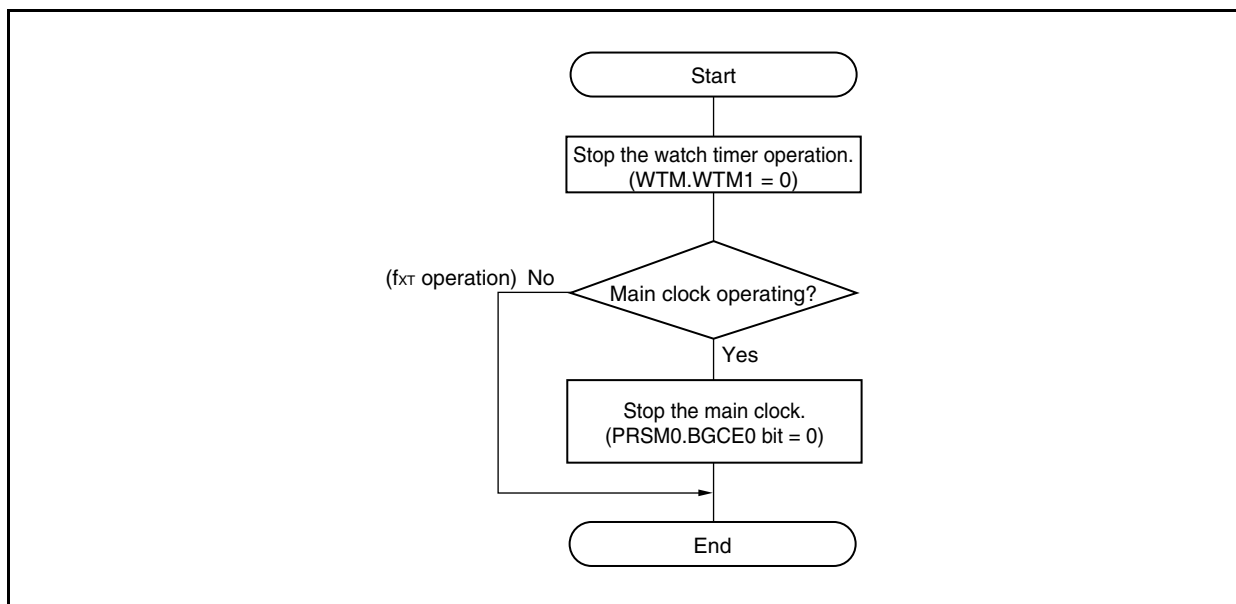 Start
Stop the watch timer operation.
(WTM.WTM1 = 0)
(fXT operation) No
Main clock operating?
Yes
Stop the main clock.
(PRSM0.BGCE0 bit = 0)
End